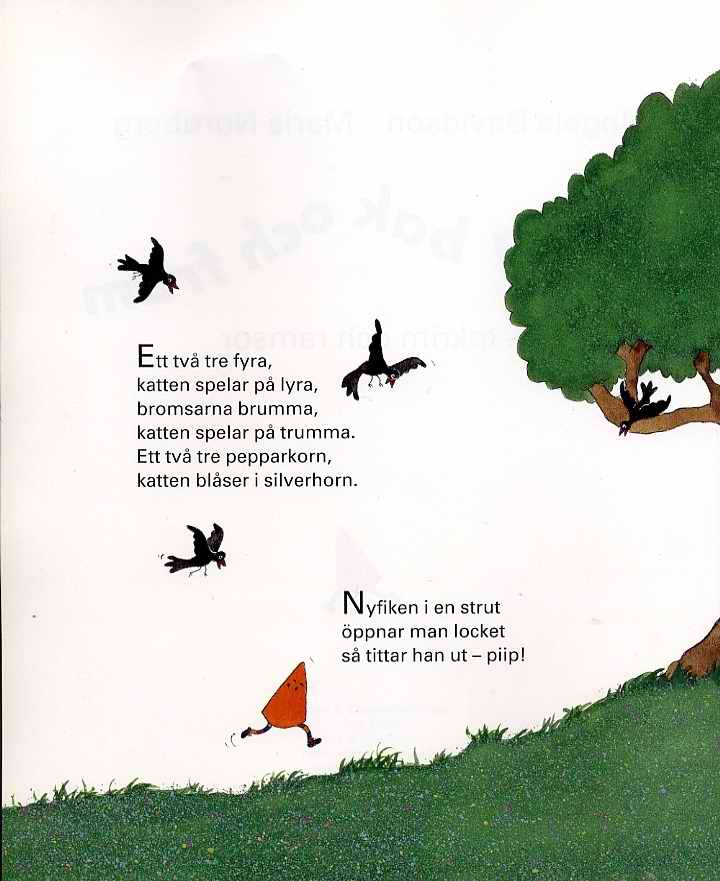 Ett två tre fyra,
katten spelar på lyra,
bromsarna brumma,
katten spelar på trumma.
Ett två tre pepparkorn,
katten blåser i silverhorn.
Nyfiken i en strut
öppnar man locket
så tittar han ut – piip!